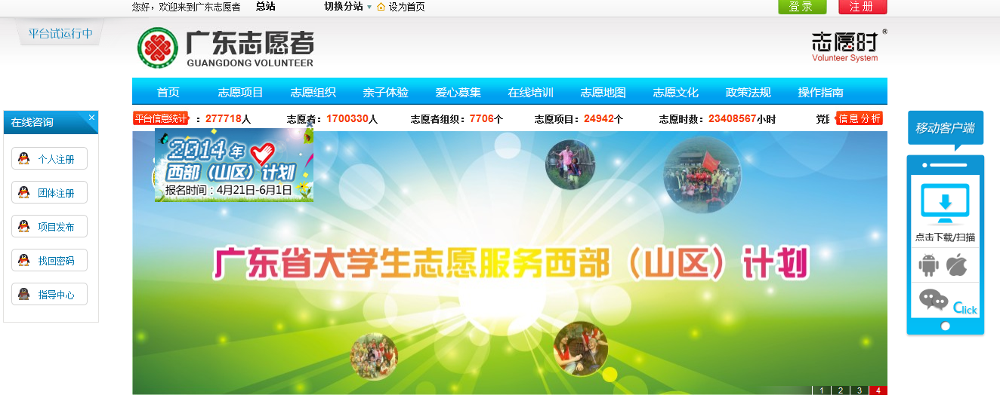 您好，欢迎来到广东志愿者 总站 切换分站 设为首页 登录 注册
平台试运行中
广东志愿者
GUANGDONG VOLUNTEER
志愿时®
Volunteer System
首页 志愿项目 志愿组织 亲子体验 爱心募集 在线培训 志愿地图 志愿文化 政策法规 操作指南
平台信息统计 ：277718人 志愿者：1700330人 志愿者组织：7706个 志愿项目：24942个 志愿时数：23408567小时 党 信息分析
在线咨询
个人注册
团体注册
项目发布
找回密码
指导中心
2014年
西部（山区）计划
报名时间：4月21日-6月1日
广东省大学生志愿服务西部（山区）计划
1 2 3 4
移动客户端
点击下载/扫描
Click